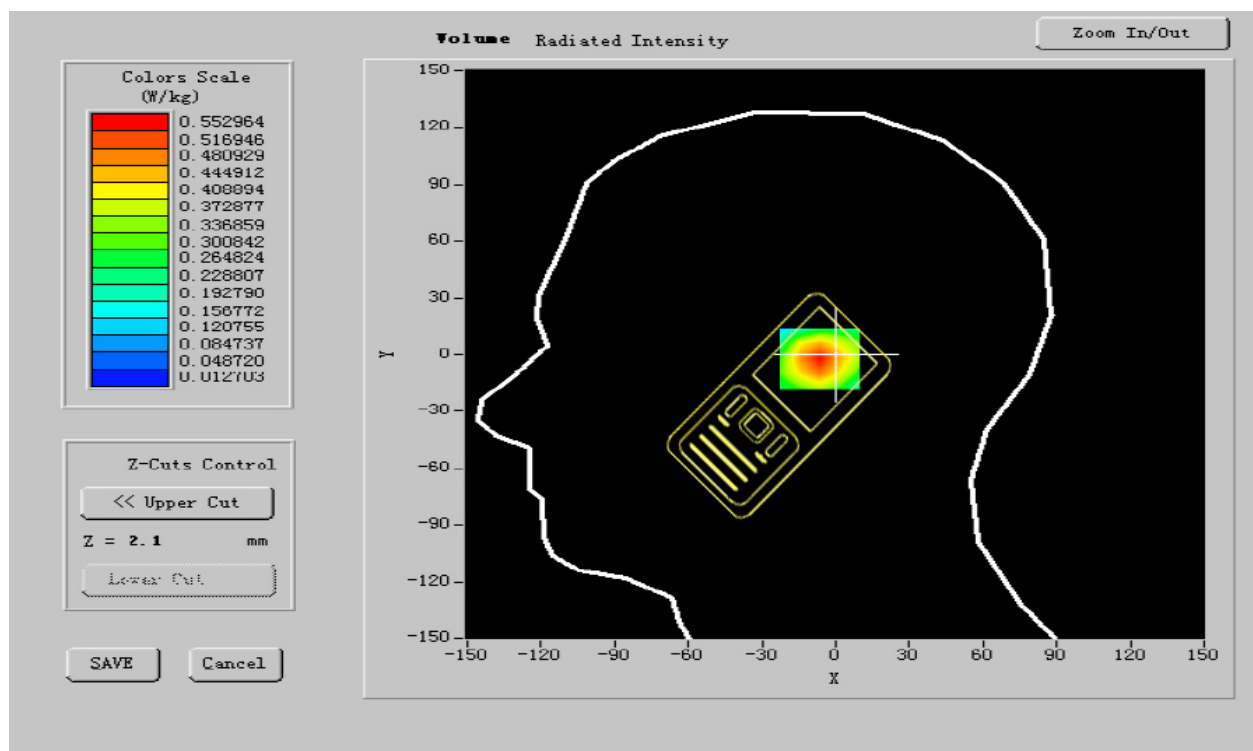 Volume Radiated Intensity
Zoom In/Out
Colors Scale
(W/kg)
0.552964
0.516946
0.480929
0.444912
0.408894
0.372877
0.336859
0.300842
0.264824
0.228807
0.192790
0.156772
0.120755
0.084737
0.048720
0.012703
Z-Cuts Control
<< Upper Cut
Z = 2.1 mm
Lower Cut
SAVE
Cancel
150
120
90
60
30
0
-30
-60
-90
-120
-150
Y
-150 -120 -90 -60 -30 0 30 60 90 120 150
X